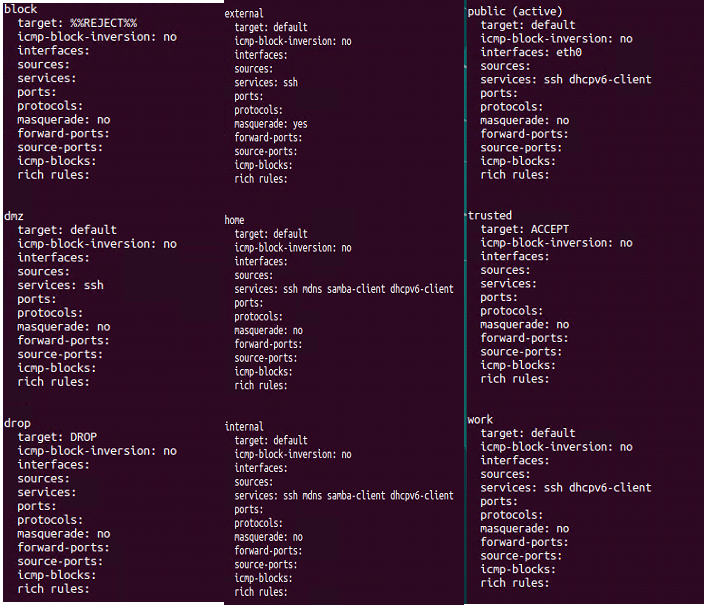 block
target: %%REJECT%%
icmp-block-inversion: no
interfaces:
sources:
services:
ports:
protocols:
masquerade: no
forward-ports:
source-ports:
icmp-blocks:
rich rules:
dmz
target: default
icmp-block-inversion: no
interfaces:
sources:
services: ssh
ports:
protocols:
masquerade: no
forward-ports:
source-ports:
icmp-blocks:
rich rules:
drop
target: DROP
icmp-block-inversion: no
interfaces:
sources:
services:
ports:
protocols:
masquerade: no
forward-ports:
source-ports:
icmp-blocks:
rich rules:
external
target: default
icmp-block-inversion: no
interfaces:
sources:
services: ssh
ports:
protocols:
masquerade: yes
forward-ports:
source-ports:
icmp-blocks:
rich rules:
home
target: default
icmp-block-inversion: no
interfaces:
sources:
services: ssh mdns samba-client dhcpv6-client
ports:
protocols:
masquerade: no
forward-ports:
source-ports:
icmp-blocks:
rich rules:
internal
target: default
icmp-block-inversion: no
interfaces:
sources:
services: ssh mdns samba-client dhcpv6-client
ports:
protocols:
masquerade: no
forward-ports:
source-ports:
icmp-blocks:
rich rules:
public (active)
target: default
icmp-block-inversion: no
interfaces: eth0
sources:
services: ssh dhcpv6-client
ports:
protocols:
masquerade: no
forward-ports:
source-ports:
icmp-blocks:
rich rules:
trusted
target: ACCEPT
icmp-block-inversion: no
interfaces:
sources:
services:
ports:
protocols:
masquerade: no
forward-ports:
source-ports:
icmp-blocks:
rich rules:
work
target: default
icmp-block-inversion: no
interfaces:
sources:
services: ssh dhcpv6-client
ports:
protocols:
masquerade: no
forward-ports:
source-ports:
icmp-blocks:
rich rules: